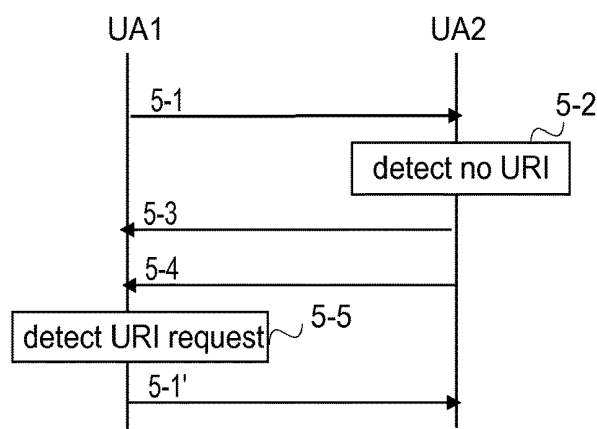 UA1 UA2
5-1
5-2
detect no URI
5-3
5-4
5-5
detect URI request
5-1'